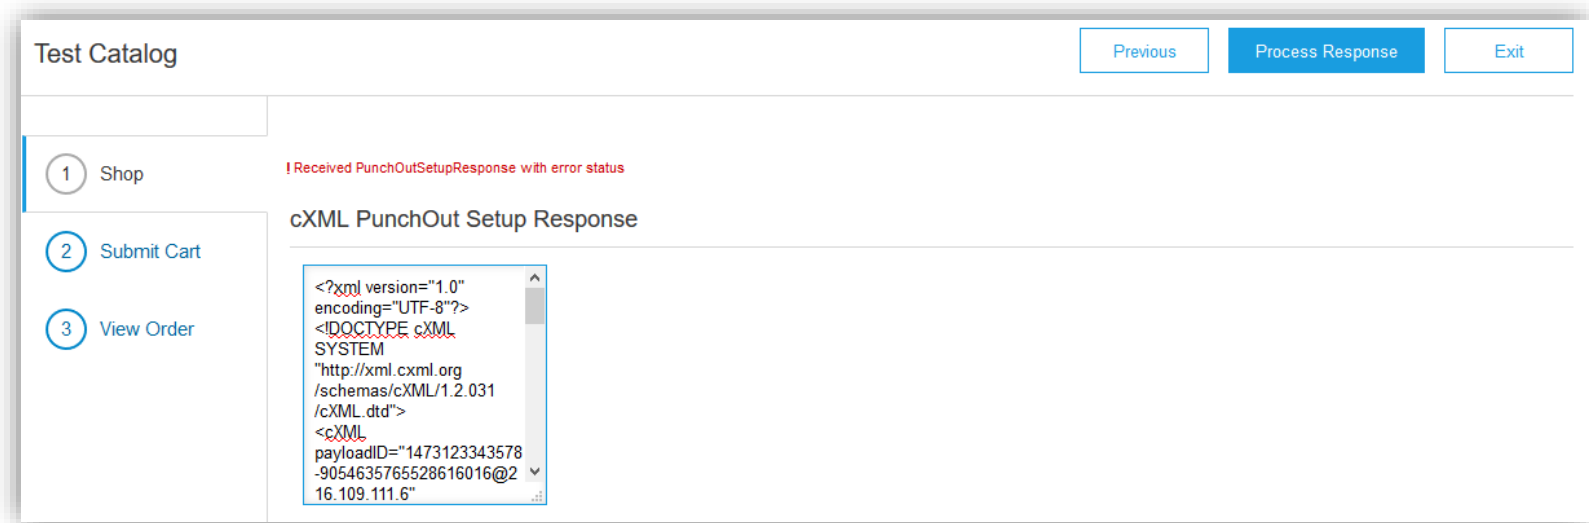 Test Catalog
Previous
Process Response
Exit
1 Shop
2 Submit Cart
3 View Order
! Received PunchOutSetupResponse with error status
cXML PunchOut Setup Response
<?xml version="1.0"
encoding="UTF-8"?>
<!DOCTYPE cXML
SYSTEM
"http://xml.cxml.org
/schemas/cXML/1.2.031
/cXML.dtd">
<cXML
payloadID="1473123343578
-9054635765528616016@2
16.109.111.6"